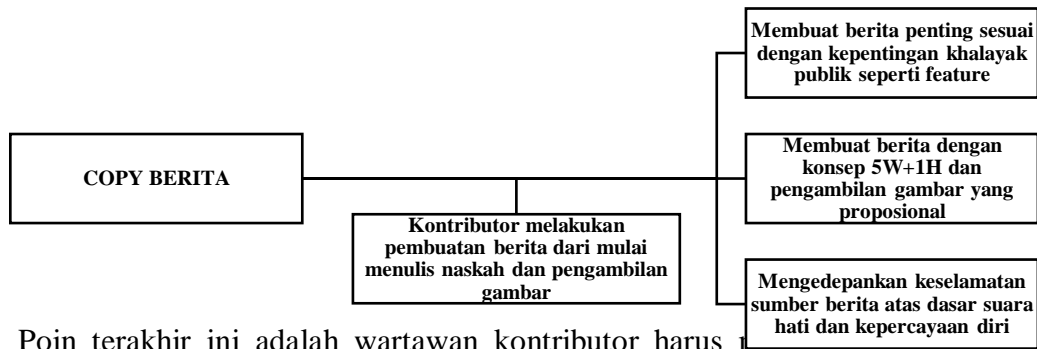 Membuat berita penting sesuai
dengan kepentingan khalayak
publik seperti feature
COPY BERITA
Membuat berita dengan
konsep 5W+1H dan
pengambilan gambar yang
proposional
Kontributor melakukan
pembuatan berita dari mulai
menulis naskah dan pengambilan
gambar
Mengedepankan keselamatan
sumber berita atas dasar suara
hati dan kepercayaan diri
Poin terakhir ini adalah wartawan kontributor harus